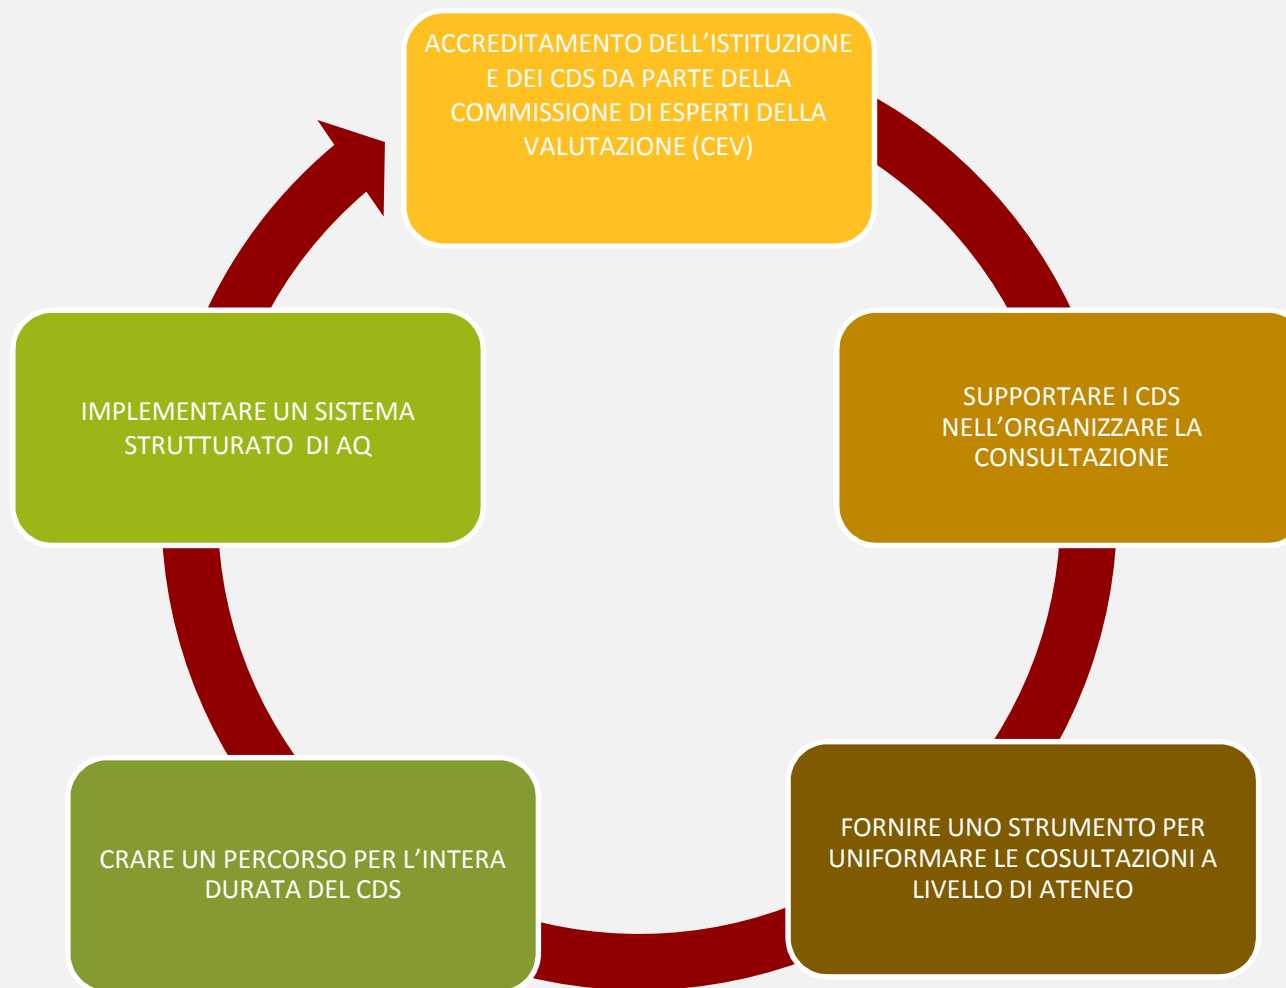 ACCREDITAMENTO DELL’ISTITUZIONE
E DEI CDS DA PARTE DELLA
COMMISSIONE DI ESPERTI DELLA
VALUTAZIONE (CEV)
SUPPORTARE I CDS
NELL’ORGANIZZARE LA
CONSULTAZIONE
FORNIRE UNO STRUMENTO PER
UNIFORMARE LE COSULTAZIONI A
LIVELLO DI ATENEO
CRARE UN PERCORSO PER L’INTERA
DURATA DEL CDS
IMPLEMENTARE UN SISTEMA
STRUTTURATO  DI AQ